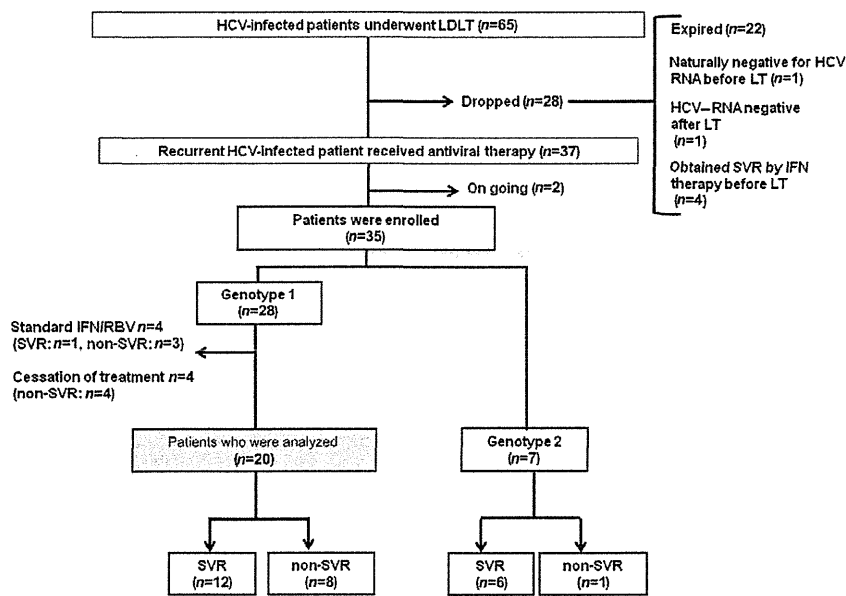 HCV-infected patients underwent LDLT (n=65)
Expired (n=22)
Naturally negative for HCV
RNA before LT (n=1)
Dropped (n=28)
HCV–RNA negative
after LT
(n=1)
Recurrent HCV-infected patient received antiviral therapy (n=37)
Obtained SVR by IFN
therapy before LT
(n=4)
On going (n=2)
Patients were enrolled
(n=35)
Genotype 1
(n=28)
Standard IFN/RBV n=4
(SVR: n=1, non-SVR: n=3)
Cessation of treatment n=4
(non-SVR: n=4)
Patients who were analyzed
(n=20)
Genotype 2
(n=7)
SVR
(n=12)
non-SVR
(n=8)
SVR
(n=6)
non-SVR
(n=1)